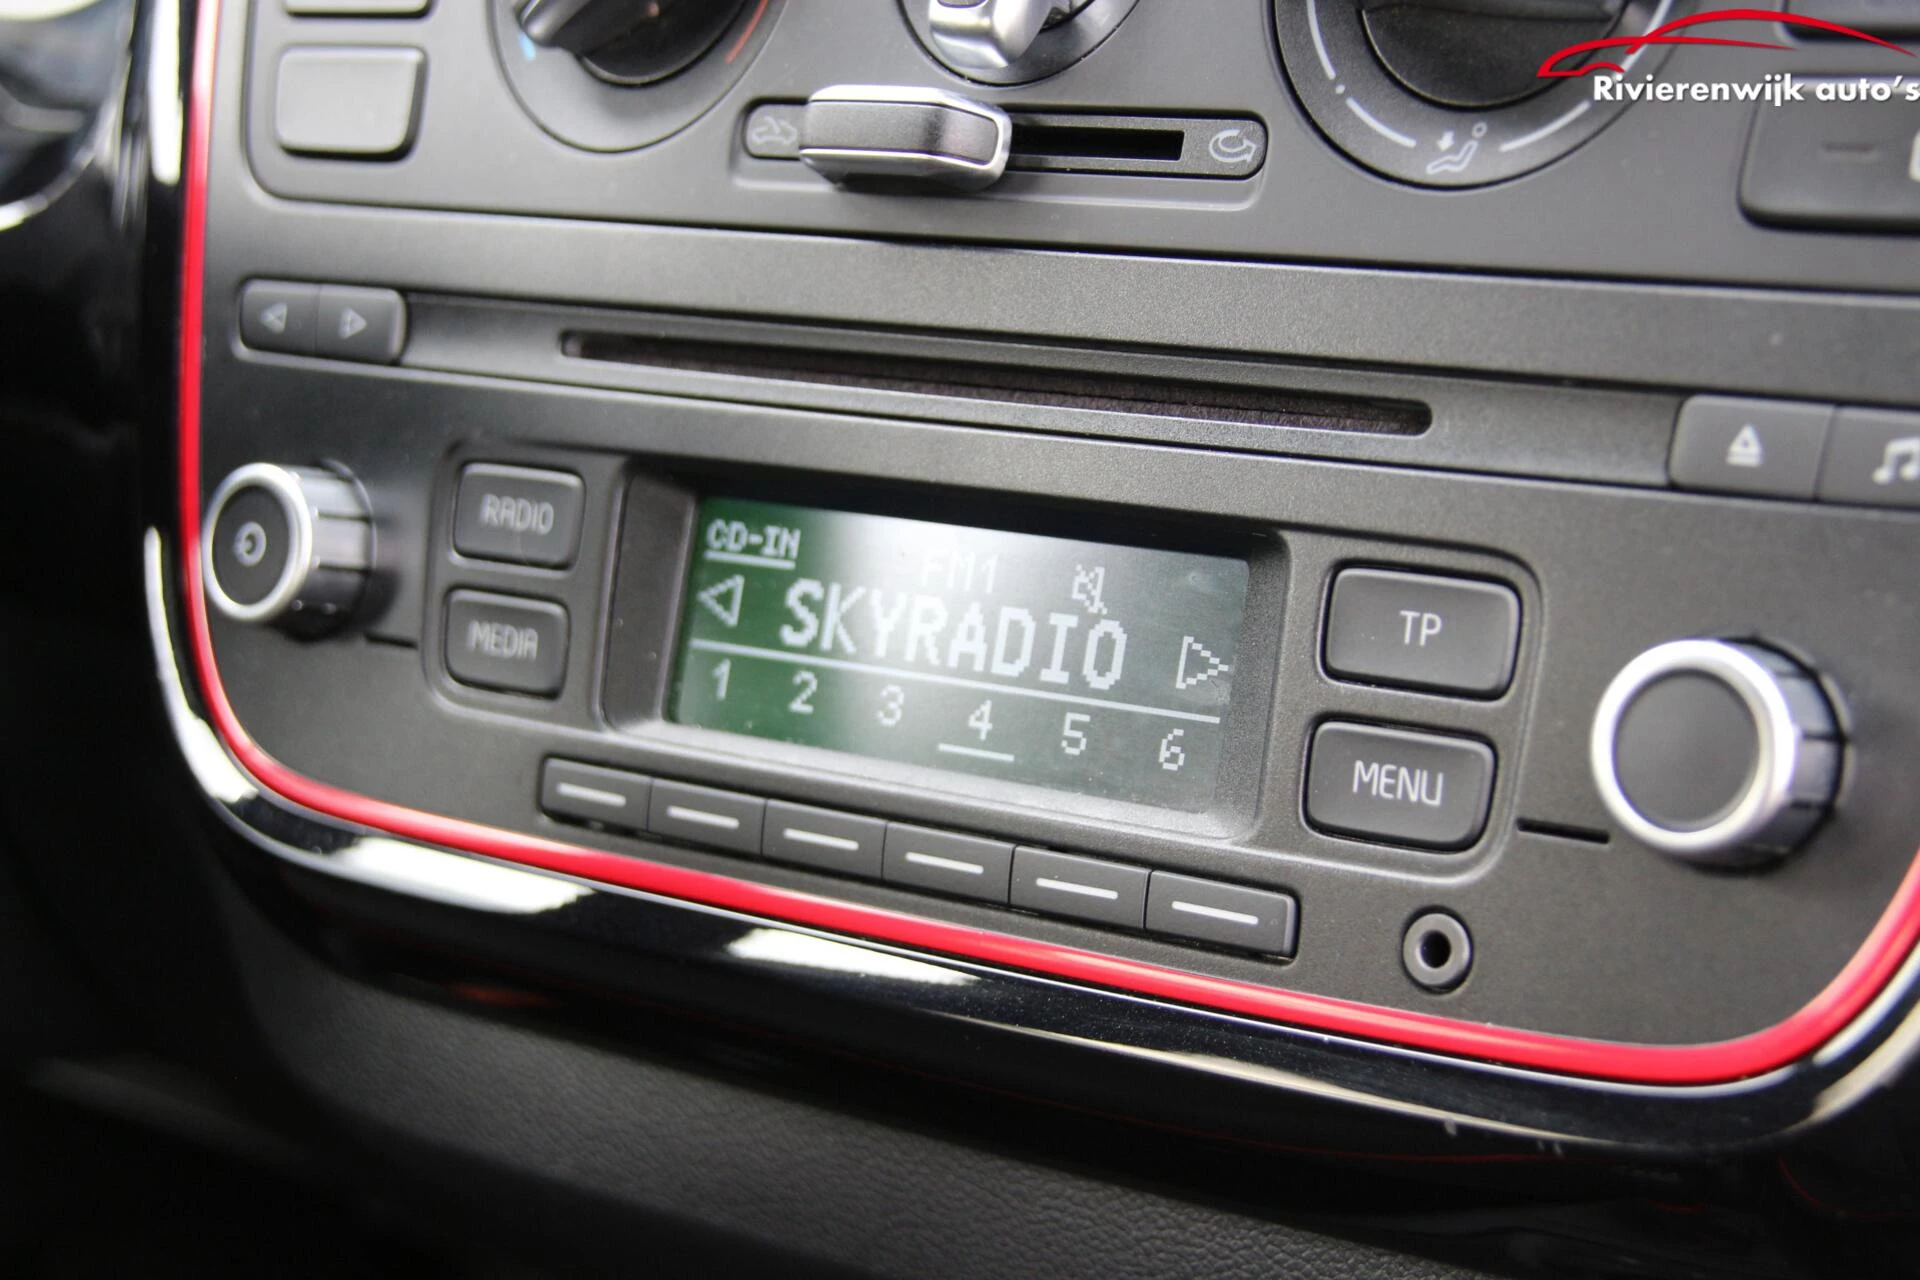 Rivierenwijk auto's
RADIO
MEDIA
CD-IN
FM1
SKYRADIO
1 2 3 4 5 6
TP
MENU